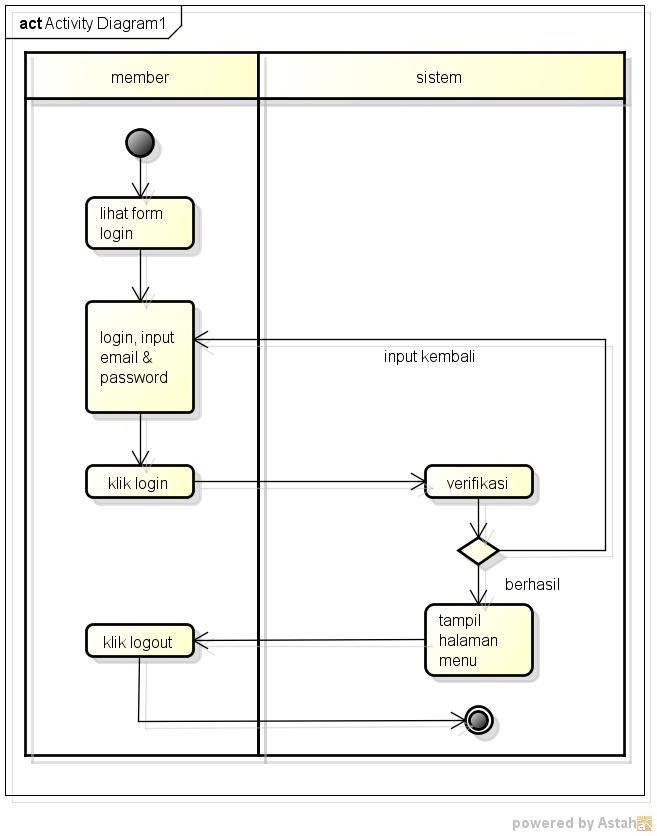 act Activity Diagram1
member
sistem
lihat form
login
login, input
email &
password
input kembali
klik login
verifikasi
berhasil
tampil
halaman
menu
klik logout
powered by Astah